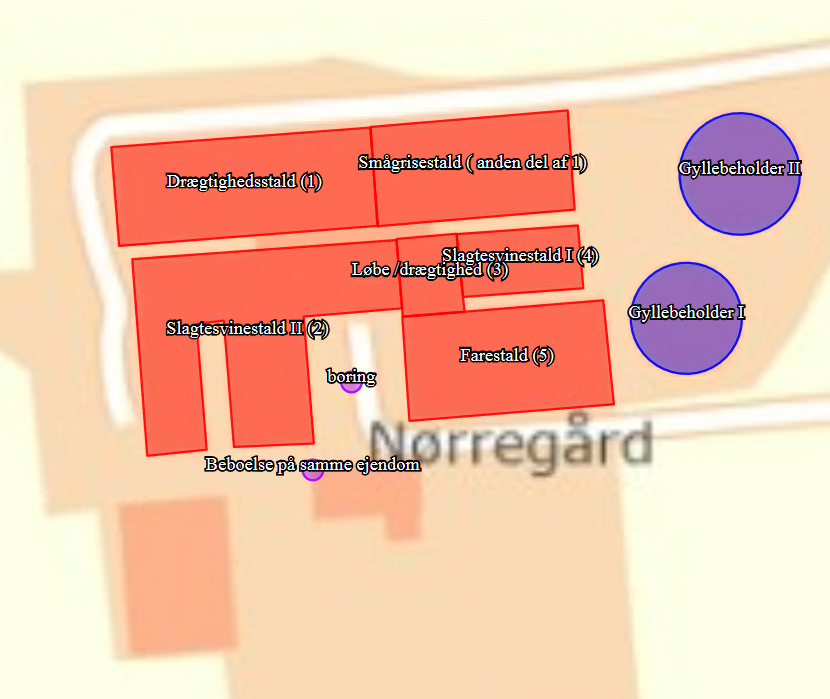 Smågrisestald ( anden del af 1)
Gyllebeholder II
Drægtighedsstald (1)
Slagtesvinestald I (4)
Løbe /drægtighed (3)
Gyllebeholder I
Slagtesvinestald II (2)
Farestald (5)
boring
Nørregård
Beboelse på samme ejendom